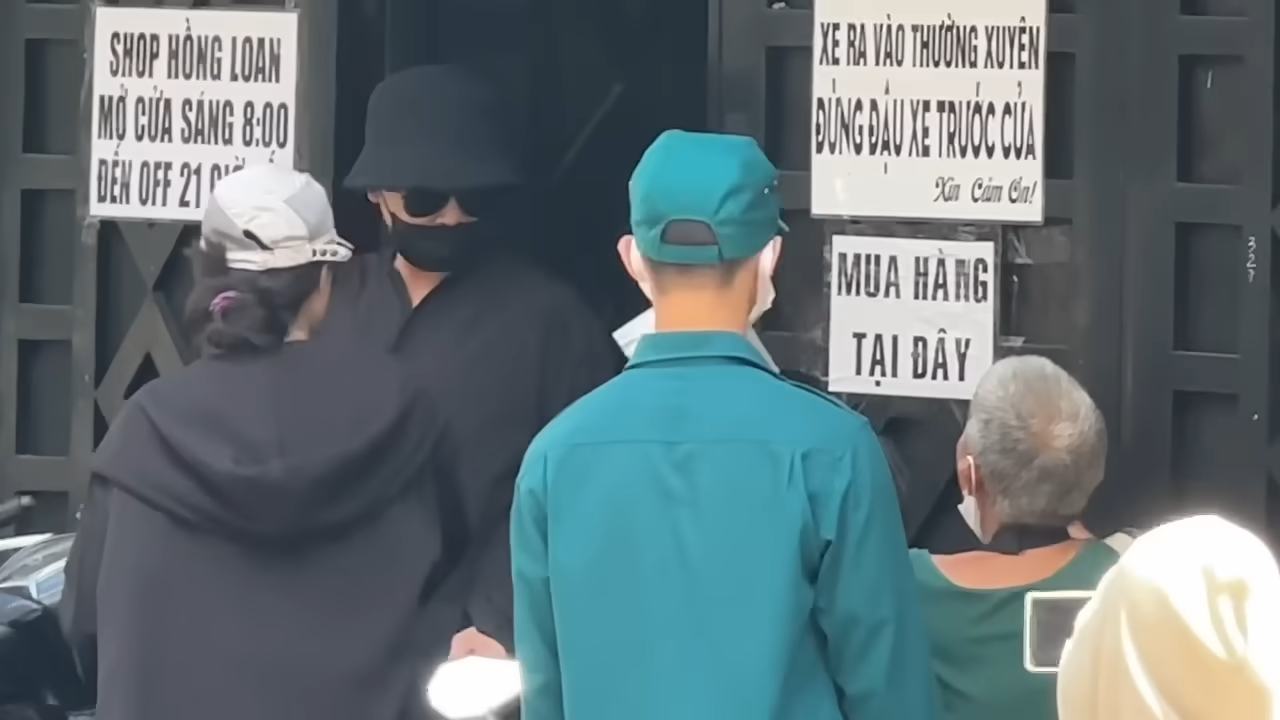 SHOP HỒNG LOAN
MỞ CỬA SÁNG 8:00
ĐẾN OFF 21
XE RA VÀO THƯỜNG XUYÊN
ĐỪNG ĐẬU XE TRƯỚC CỬA
Xin Cảm Ơn!
MUA HÀNG
TẠI ĐÂY
327